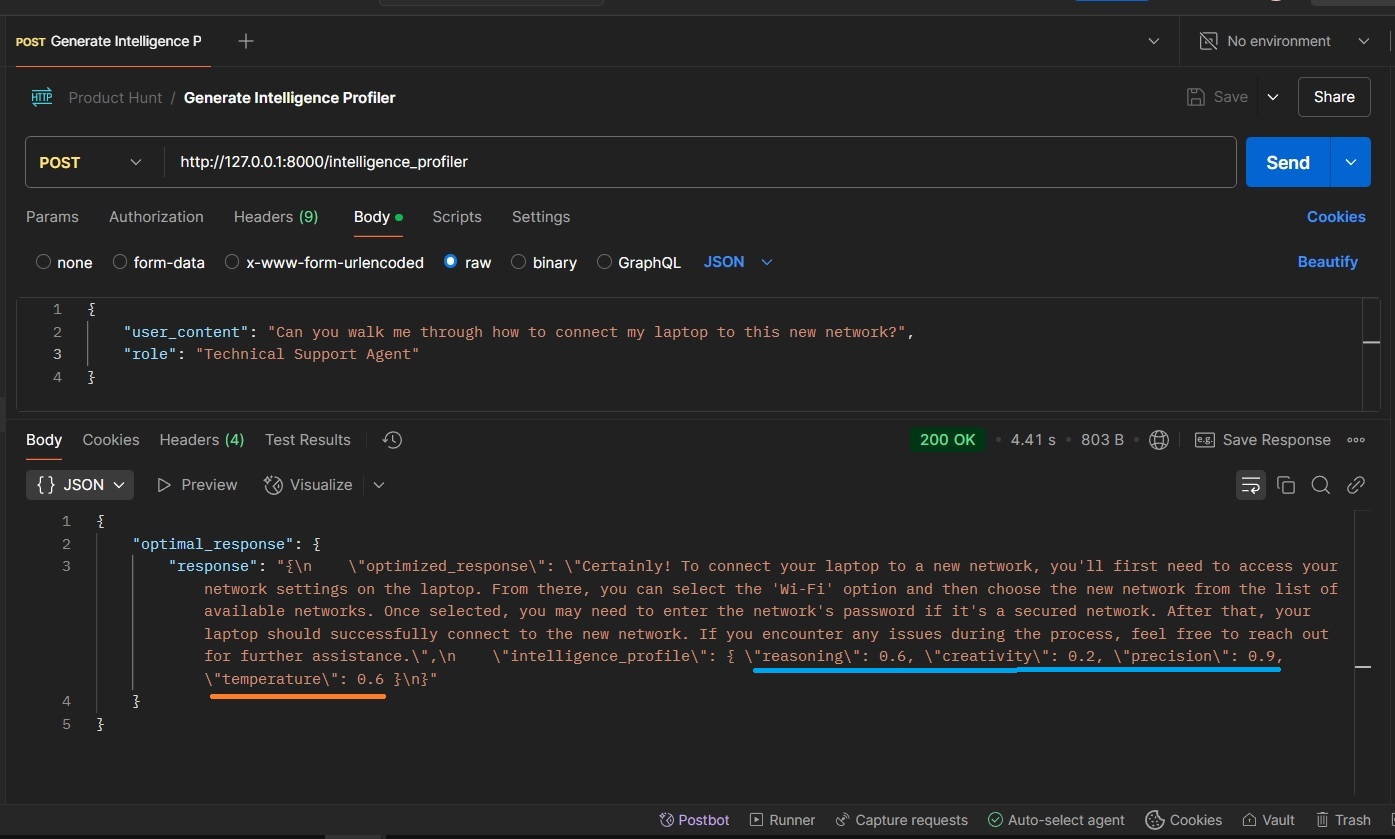 POST Generate Intelligence P
No environment
HTTP Product Hunt / Generate Intelligence Profiler
Save
Share
POST
http://127.0.0.1:8000/intelligence_profiler
Send
Params Authorization Headers (9) Body Scripts Settings
Cookies
none form-data x-www-form-urlencoded raw binary GraphQL JSON
Beautify
1 {
2 "user_content": "Can you walk me through how to connect my laptop to this new network?",
3 "role": "Technical Support Agent"
4 }
Body Cookies Headers (4) Test Results
200 OK • 4.41 s • 803 B • e.g. Save Response
{} JSON Preview Visualize
1 {
2 "optimal_response": {
3 "response": "{\n    \"optimized_response\": \"Certainly! To connect your laptop to a new network, you'll first need to access your
network settings on the laptop. From there, you can select the 'Wi-Fi' option and then choose the new network from the list of
available networks. Once selected, you may need to enter the network's password if it's a secured network. After that, your
laptop should successfully connect to the new network. If you encounter any issues during the process, feel free to reach out
for further assistance.\",\n    \"intelligence_profile\": { \"reasoning\": 0.6, \"creativity\": 0.2, \"precision\": 0.9,
\"temperature\": 0.6 }\n}"
4 }
5 }
Postbot Runner Capture requests Auto-select agent Cookies Vault Trash